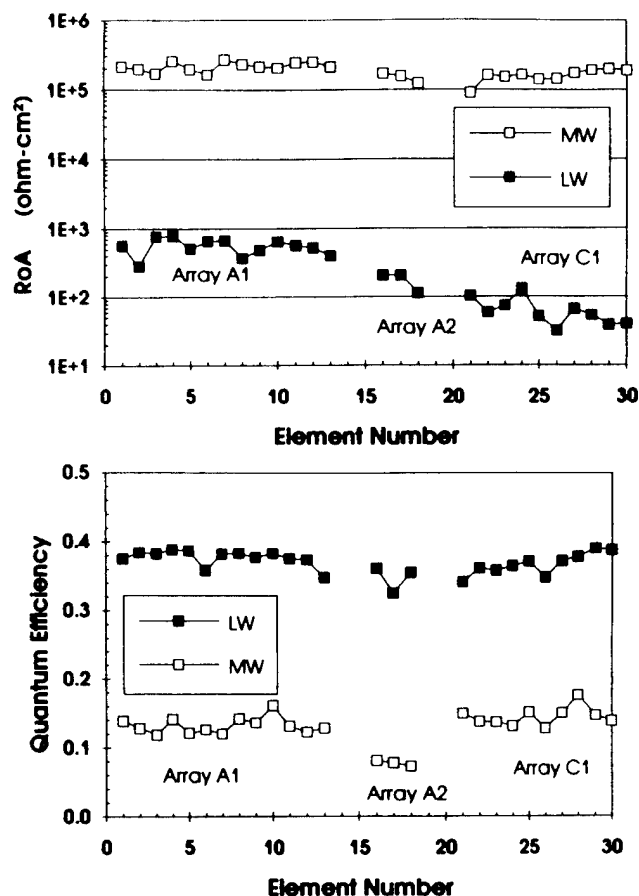 1E+6
1E+5
1E+4
1E+3
1E+2
1E+1
RoA (ohm-cm²)
MW
LW
Array A1
Array C1
Array A2
0 5 10 15 20 25 30
Element Number
0.5
0.4
0.3
0.2
0.1
0.0
Quantum Efficiency
LW
MW
Array A1
Array A2
Array C1
0 5 10 15 20 25 30
Element Number